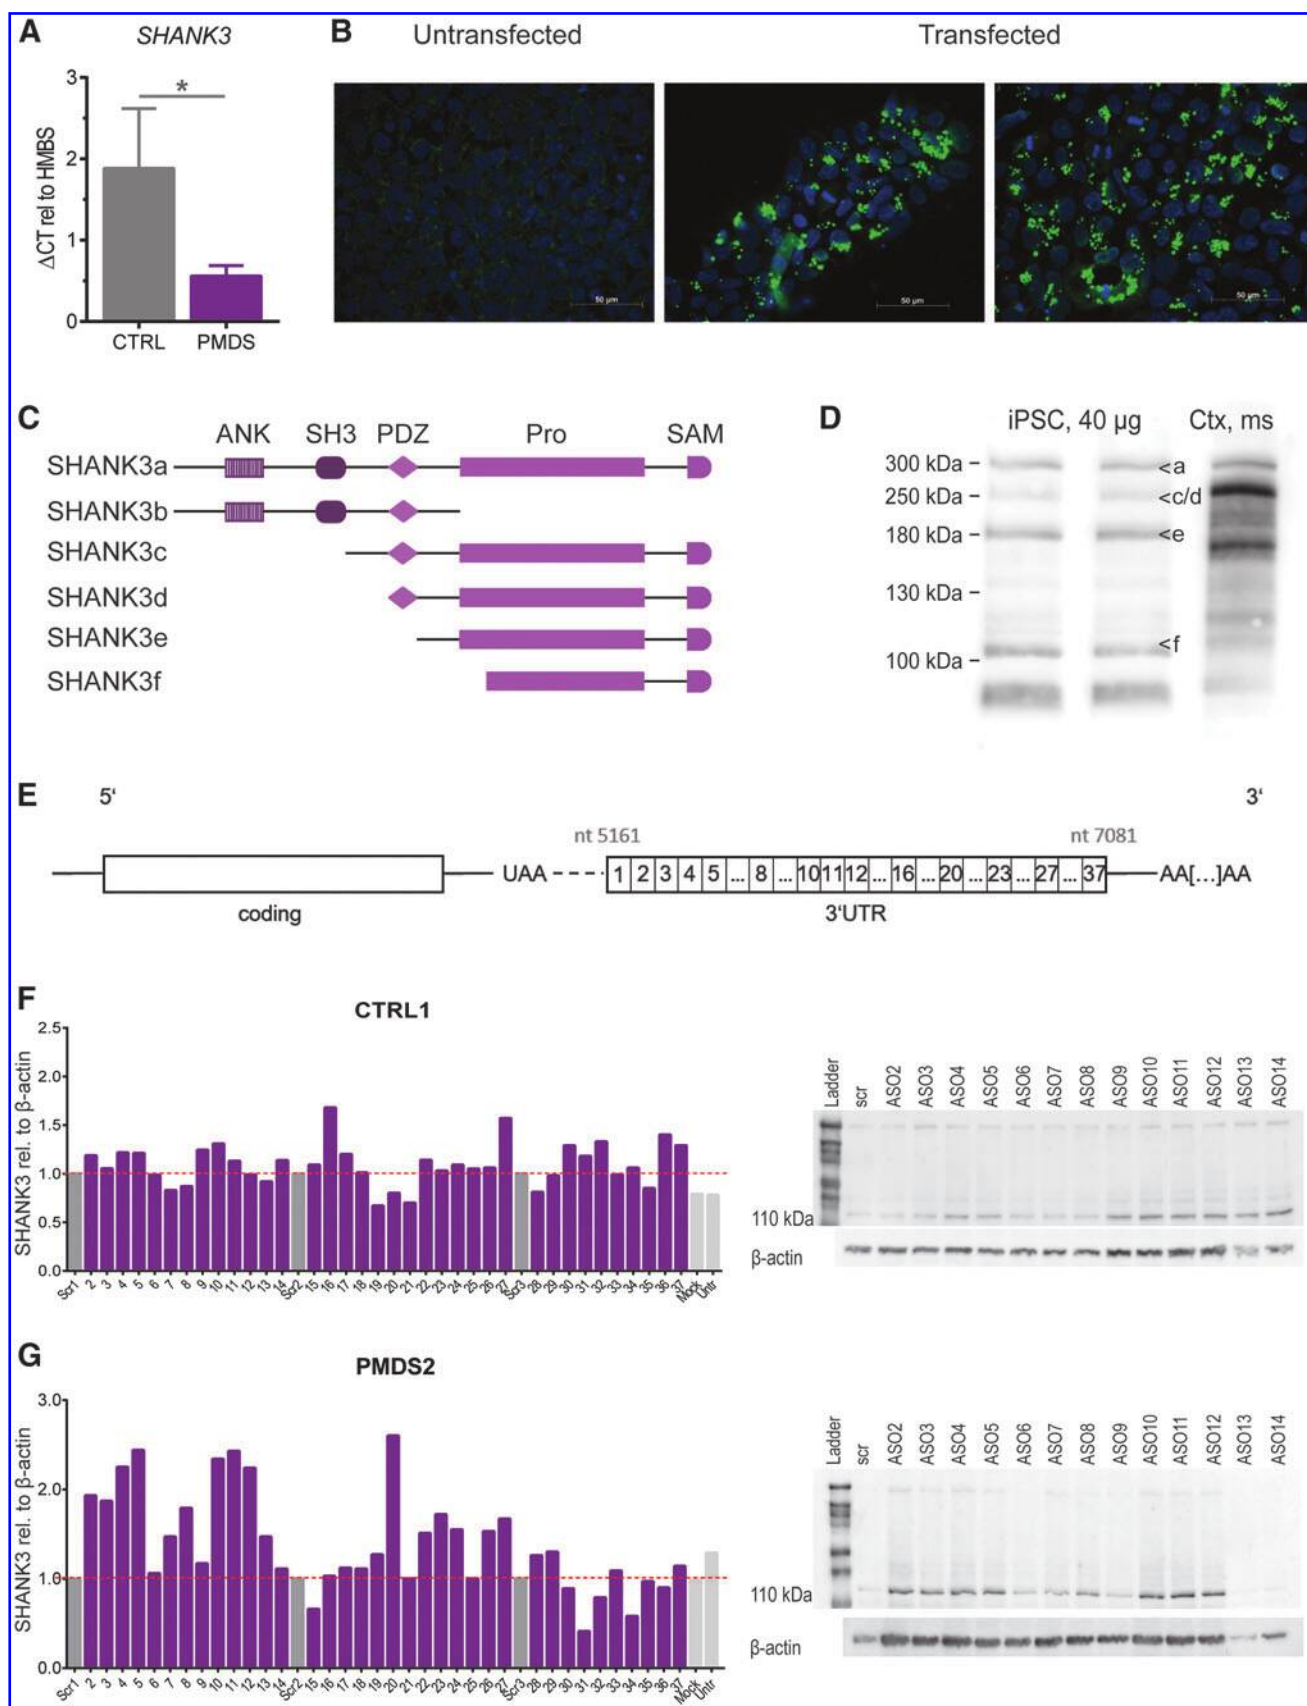 A
SHANK3
ΔCT rel to HMBS
3
2
1
0
*
CTRL
PMDS
B
Untransfected
Transfected
50 µm
50 µm
50 µm
C
ANK SH3 PDZ Pro SAM
SHANK3a
SHANK3b
SHANK3c
SHANK3d
SHANK3e
SHANK3f
D
iPSC, 40 µg
Ctx, ms
300 kDa
250 kDa
180 kDa
130 kDa
100 kDa
<a
<c/d
<e
<f
E
5‘
3‘
nt 5161
nt 7081
UAA
1 2 3 4 5 ... 8 ... 10 11 12 ... 16 ... 20 ... 23 ... 27 ... 37
AA[...]AA
coding
3‘UTR
F
CTRL1
SHANK3 rel. to β-actin
2.5
2.0
1.5
1.0
0.5
0.0
Scr1 2 3 4 5 6 7 8 9 10 11 12 13 14 Scr2 15 16 17 18 19 20 21 22 23 24 25 26 27 Scr3 28 29 30 31 32 33 34 35 36 37 Mock Untr
Ladder scr ASO2 ASO3 ASO4 ASO5 ASO6 ASO7 ASO8 ASO9 ASO10 ASO11 ASO12 ASO13 ASO14
110 kDa
β-actin
G
PMDS2
SHANK3 rel. to β-actin
3.0
2.0
1.0
0.0
Scr1 2 3 4 5 6 7 8 9 10 11 12 13 14 Scr2 15 16 17 18 19 20 21 22 23 24 25 26 27 Scr3 28 29 30 31 32 33 34 35 36 37 Mock Untr
Ladder scr ASO2 ASO3 ASO4 ASO5 ASO6 ASO7 ASO8 ASO9 ASO10 ASO11 ASO12 ASO13 ASO14
110 kDa
β-actin